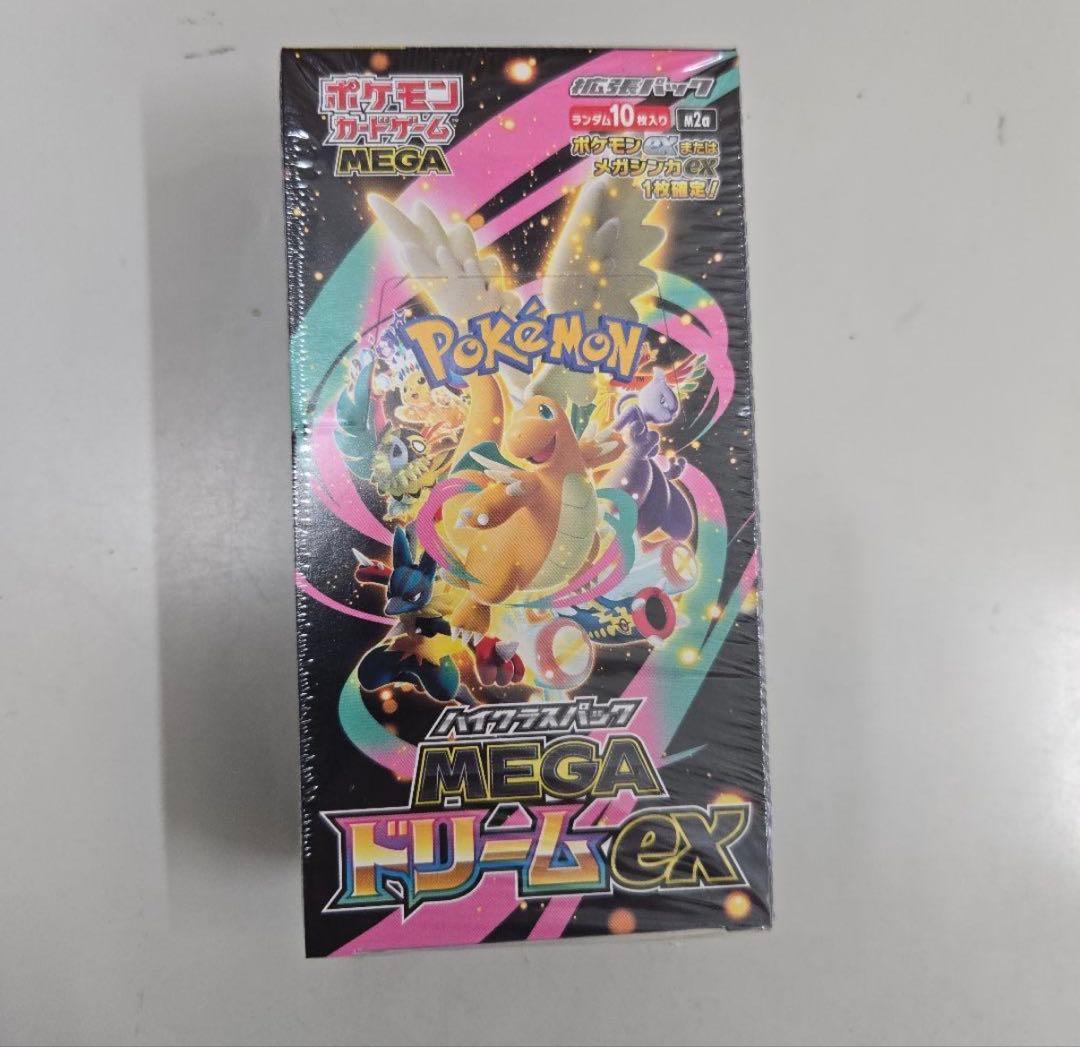 ポケモン
カードゲーム
MEGA
拡張パック
ランダム10枚入り M2a
ポケモンexまたは
メガシンカex
1枚確定!
POKéMON
ハイクラスパック
MEGA
ドリームex